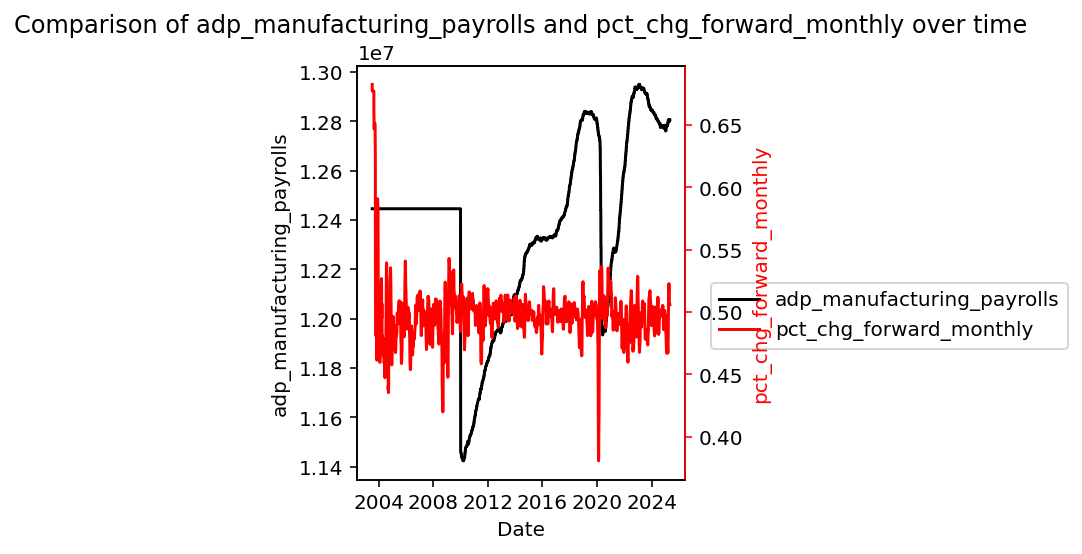 Comparison of adp_manufacturing_payrolls and pct_chg_forward_monthly over time
1e7
1.30
1.28
1.26
1.24
1.22
1.20
1.18
1.16
1.14
adp_manufacturing_payrolls
2004 2008 2012 2016 2020 2024
Date
0.65
0.60
0.55
0.50
0.45
0.40
pct_chg_forward_monthly
adp_manufacturing_payrolls
pct_chg_forward_monthly